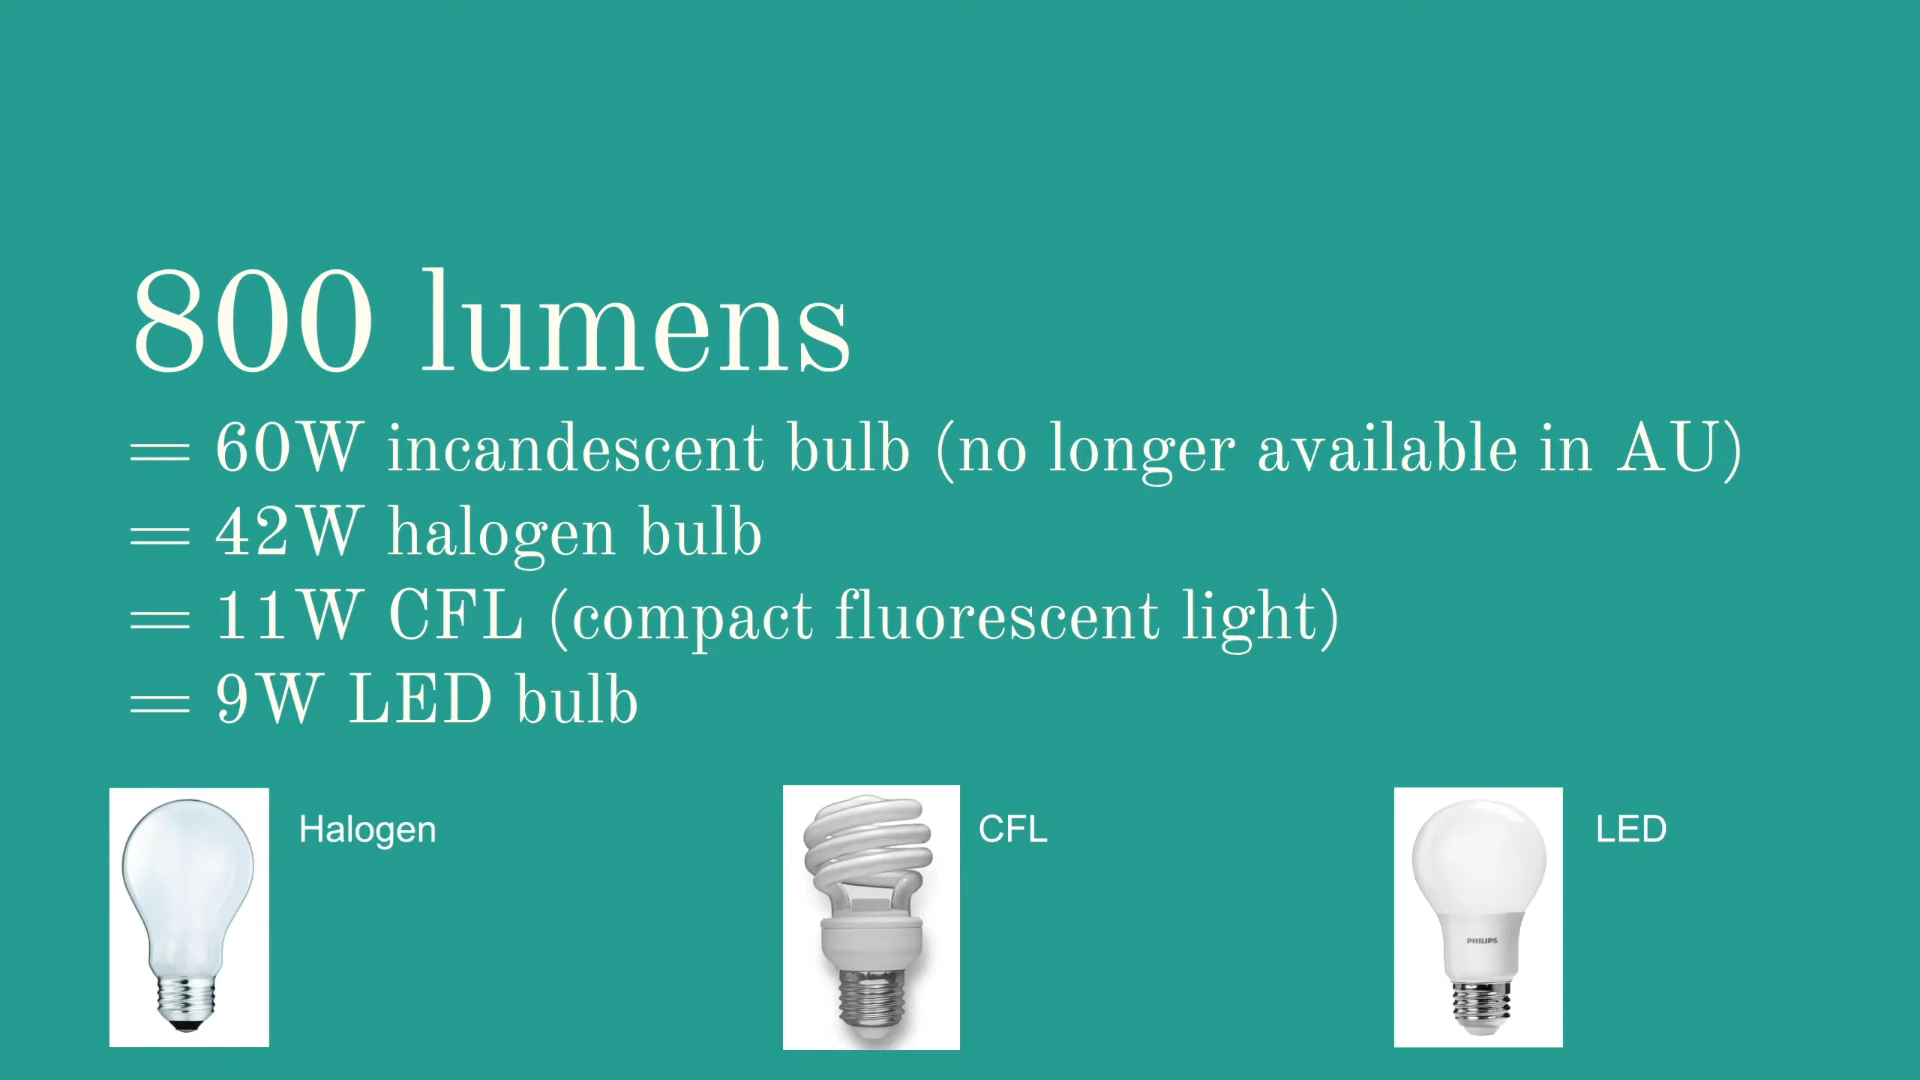 800 lumens
= 60W incandescent bulb (no longer available in AU)
= 42W halogen bulb
= 11W CFL (compact fluorescent light)
= 9W LED bulb
Halogen
CFL
LED
PHILIPS